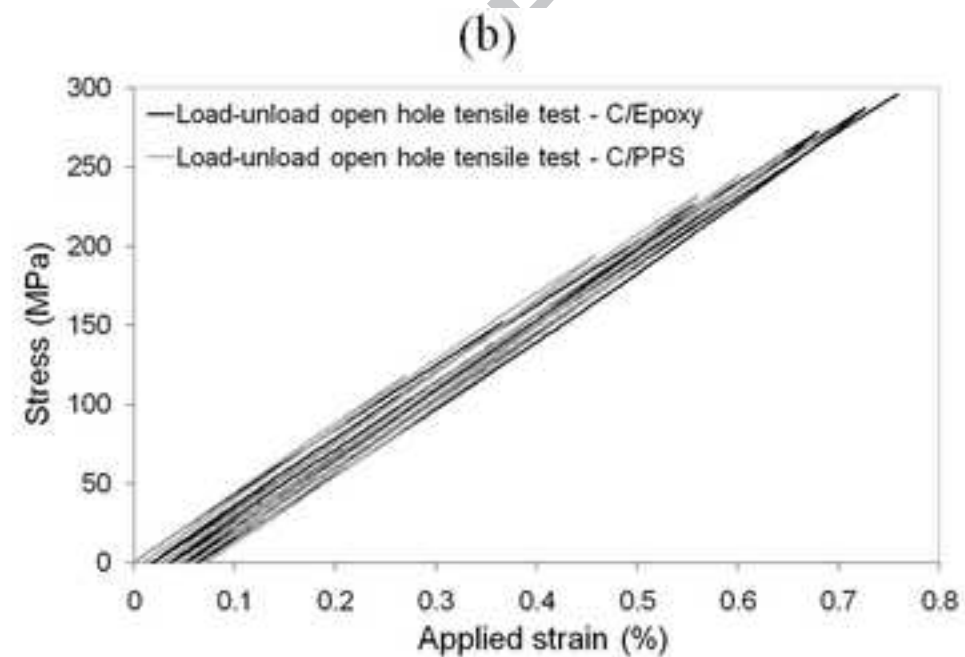 (b)
300
250
200
150
100
50
0
Stress (MPa)
Load-unload open hole tensile test - C/Epoxy
Load-unload open hole tensile test - C/PPS
0 0.1 0.2 0.3 0.4 0.5 0.6 0.7 0.8
Applied strain (%)